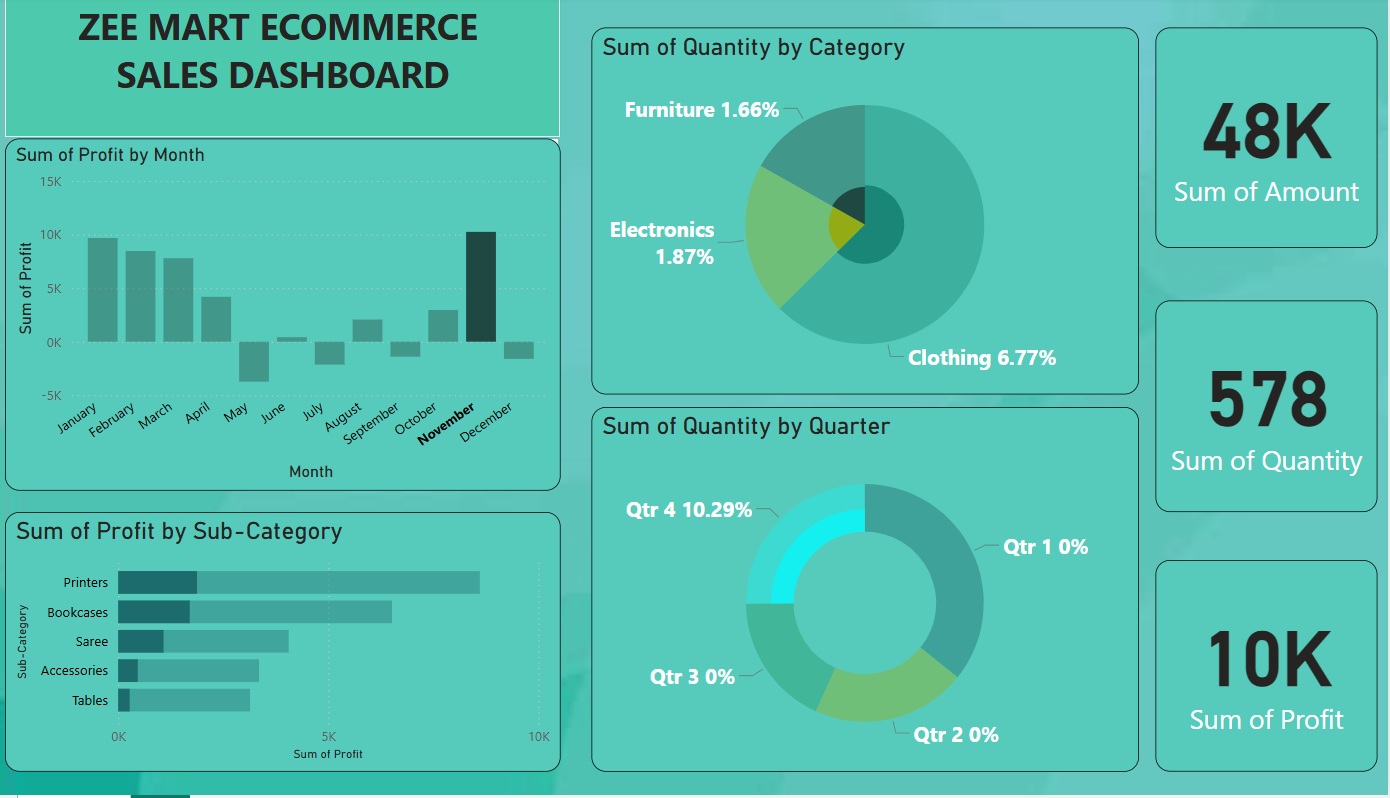 ZEE MART ECOMMERCE
SALES DASHBOARD
Sum of Profit by Month
15K
10K
5K
0K
-5K
Sum of Profit
January
February
March
April
May
June
July
August
September
October
November
December
Month
Sum of Profit by Sub-Category
Sub-Category
Printers
Bookcases
Saree
Accessories
Tables
0K
5K
10K
Sum of Profit
Sum of Quantity by Category
Furniture 1.66%
Electronics
1.87%
Clothing 6.77%
Sum of Quantity by Quarter
Qtr 4 10.29%
Qtr 1 0%
Qtr 3 0%
Qtr 2 0%
48K
Sum of Amount
578
Sum of Quantity
10K
Sum of Profit